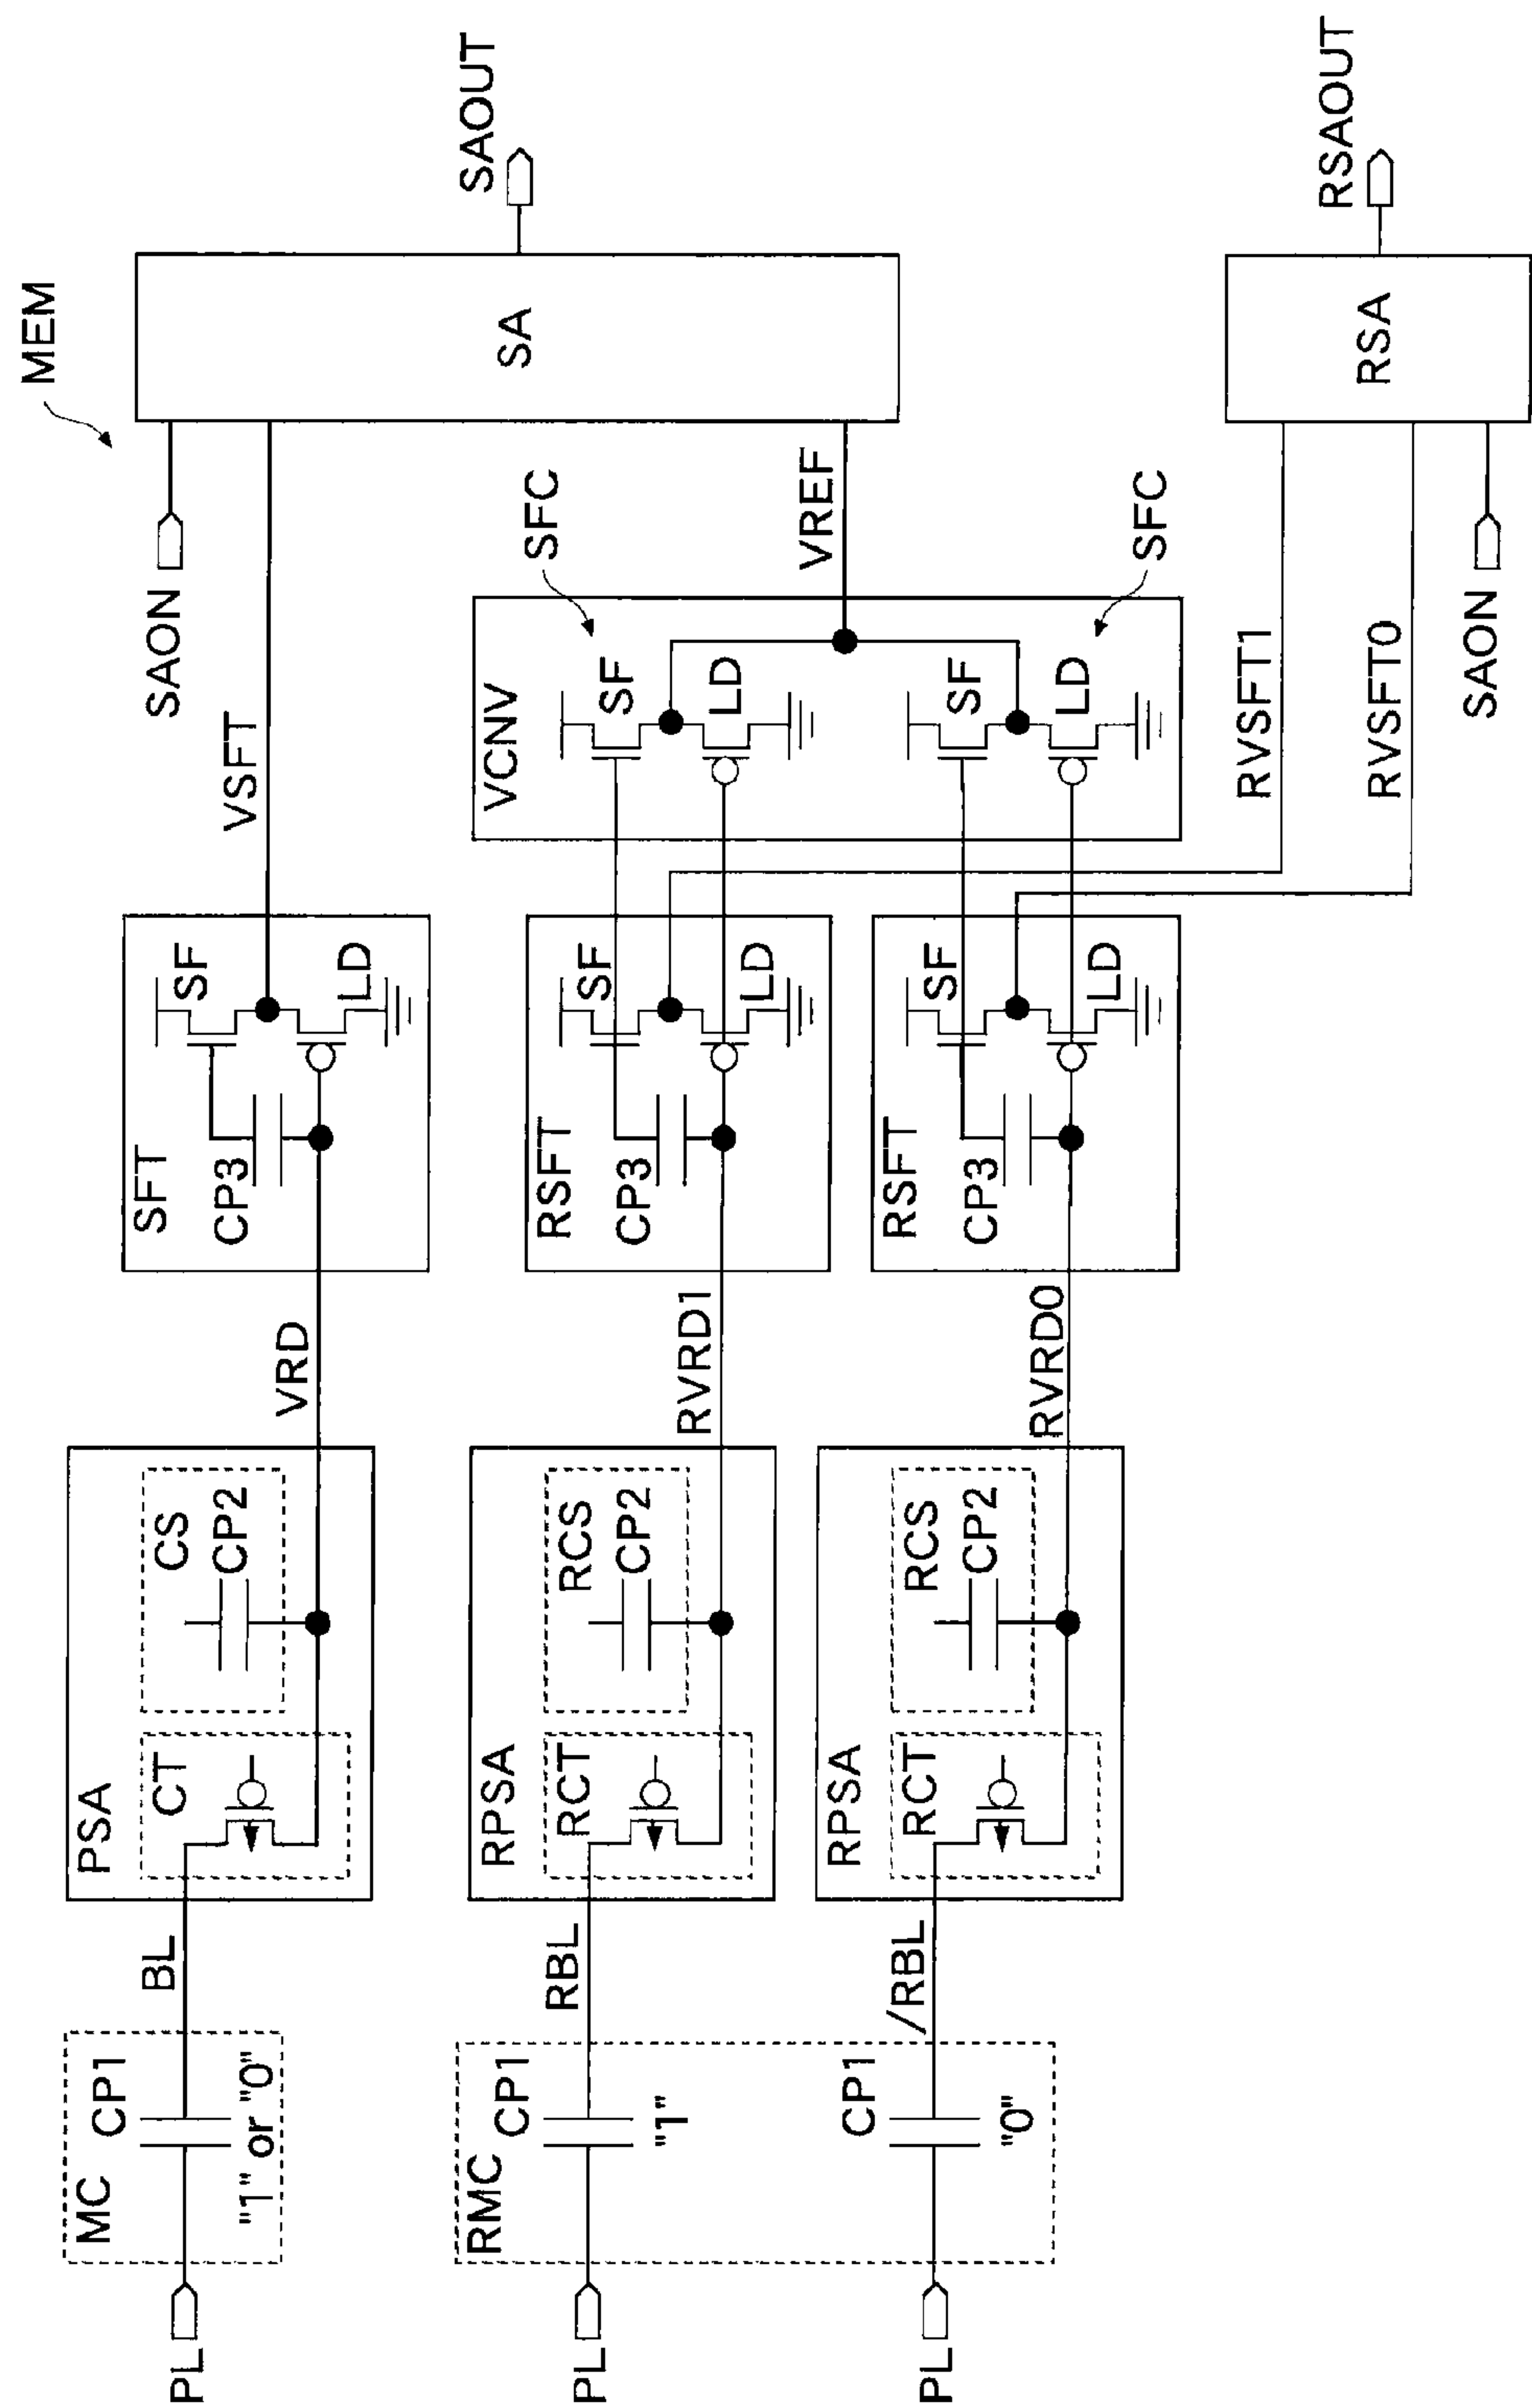 MEM
PL
MC
CP1
"1" or "0"
BL
PSA
CT
CS
CP2
VRD
SFT
CP3
SF
LD
VSFT
SAON
SA
SAOUT
PL
RMC
CP1
"1"
RBL
RPSA
RCT
RCS
CP2
RVRD1
RSFT
CP3
SF
LD
VCNV
SF
LD
SFC
VREF
PL
CP1
"0"
/RBL
RPSA
RCT
RCS
CP2
RVRD0
RSFT
CP3
SF
LD
SF
LD
SFC
RVSFT1
RVSFT0
SAON
RSA
RSAOUT